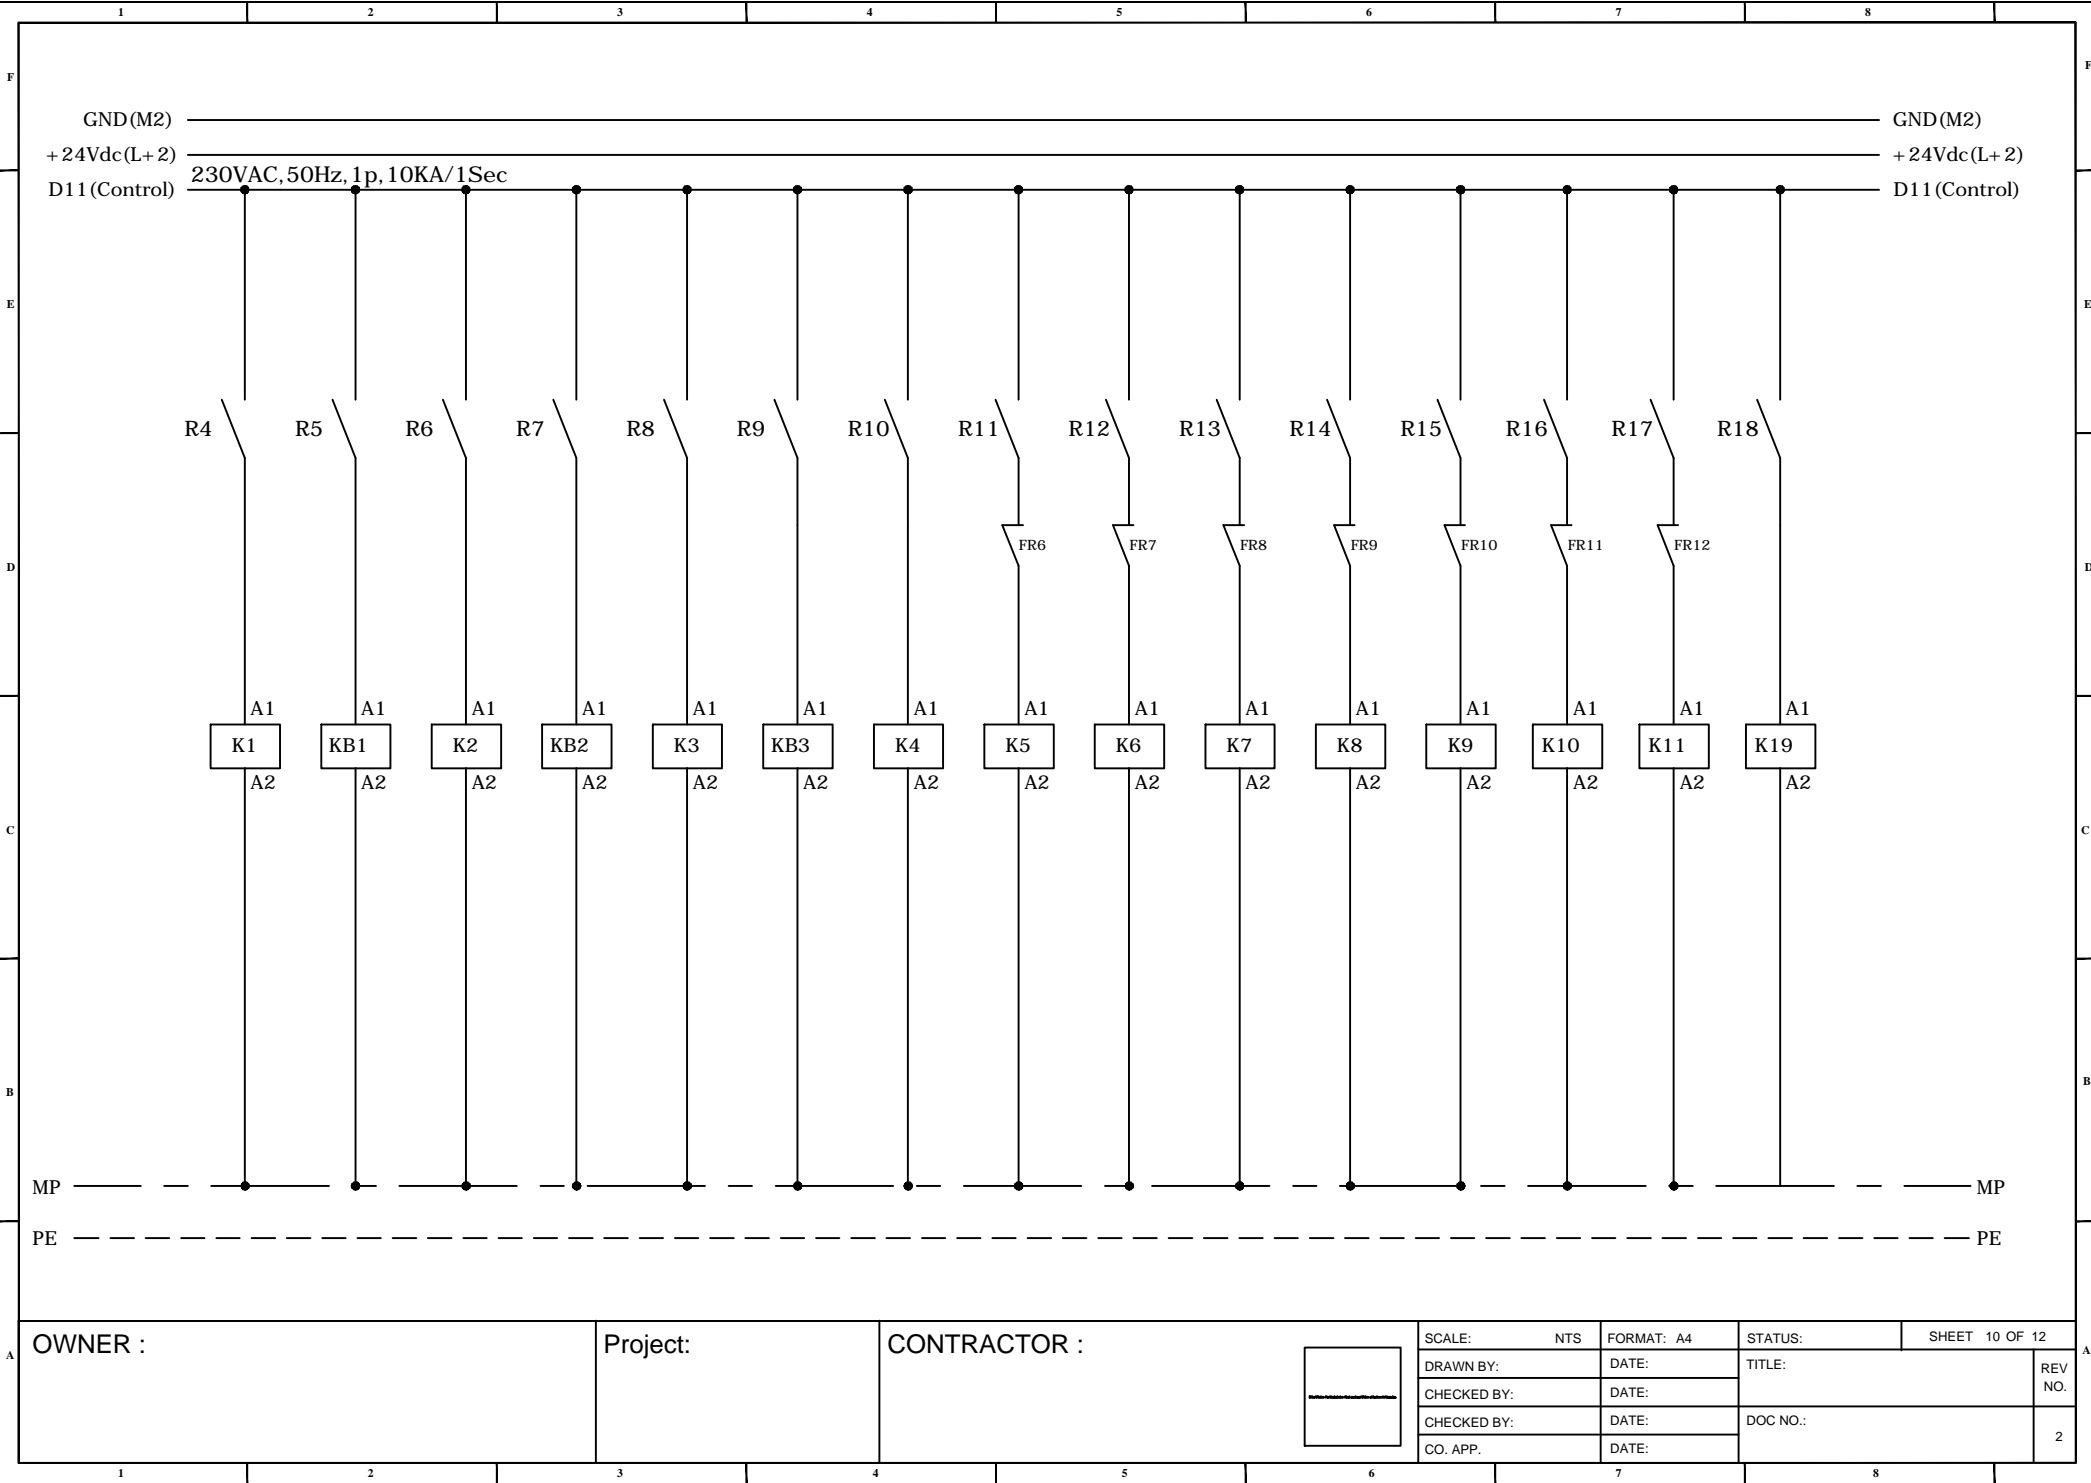 1 2 3 4 5 6 7 8
F F
GND(M2) GND(M2)
+24Vdc(L+2) +24Vdc(L+2)
230VAC,50Hz,1p,10KA/1Sec
D11(Control) D11(Control)
E E
R4 R5 R6 R7 R8 R9 R10 R11 R12 R13 R14 R15 R16 R17 R18
FR6 FR7 FR8 FR9 FR10 FR11 FR12
D D
A1 A1 A1 A1 A1 A1 A1 A1 A1 A1 A1 A1 A1 A1 A1
K1 KB1 K2 KB2 K3 KB3 K4 K5 K6 K7 K8 K9 K10 K11 K19
A2 A2 A2 A2 A2 A2 A2 A2 A2 A2 A2 A2 A2 A2 A2
C C
B B
MP MP
PE PE
OWNER : Project: CONTRACTOR :
SCALE: NTS FORMAT: A4 STATUS: SHEET 10 OF 12
A A
DRAWN BY: DATE: TITLE: REV
NO.
CHECKED BY: DATE:
CHECKED BY: DATE: DOC NO.:
2
CO. APP. DATE:
1 2 3 4 5 6 7 8